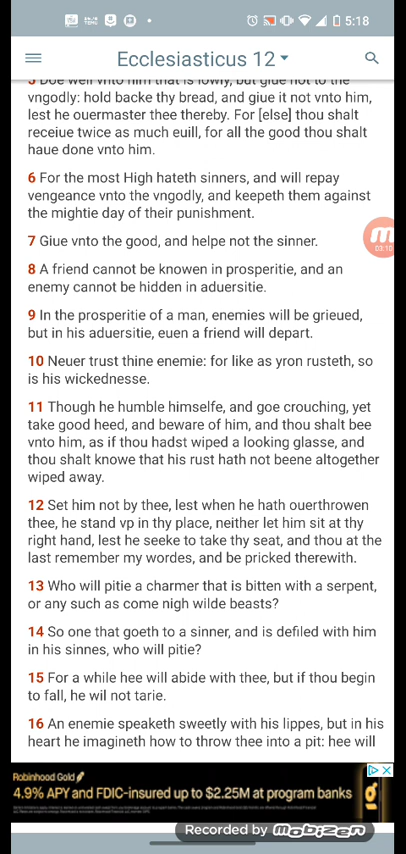 5:18
Ecclesiasticus 12
5 Doe well vnto him that is lowly, but giue not to the
vngodly: hold backe thy bread, and giue it not vnto him,
lest he ouermaster thee thereby. For [else] thou shalt
receiue twice as much euill, for all the good thou shalt
haue done vnto him.
6 For the most High hateth sinners, and will repay
vengeance vnto the vngodly, and keepeth them against
the mightie day of their punishment.
7 Giue vnto the good, and helpe not the sinner.
8 A friend cannot be knowen in prosperitie, and an
enemy cannot be hidden in aduersitie.
9 In the prosperitie of a man, enemies will be grieued,
but in his aduersitie, euen a friend will depart.
10 Neuer trust thine enemie: for like as yron rusteth, so
is his wickednesse.
11 Though he humble himselfe, and goe crouching, yet
take good heed, and beware of him, and thou shalt bee
vnto him, as if thou hadst wiped a looking glasse, and
thou shalt knowe that his rust hath not beene altogether
wiped away.
12 Set him not by thee, lest when he hath ouerthrowen
thee, he stand vp in thy place, neither let him sit at thy
right hand, lest he seeke to take thy seat, and thou at the
last remember my wordes, and be pricked therewith.
13 Who will pitie a charmer that is bitten with a serpent,
or any such as come nigh wilde beasts?
14 So one that goeth to a sinner, and is defiled with him
in his sinnes, who will pitie?
15 For a while hee will abide with thee, but if thou begin
to fall, he wil not tarie.
16 An enemie speaketh sweetly with his lippes, but in his
heart he imagineth how to throw thee into a pit: hee will
m
03:10
Robinhood Gold
4.9% APY and FDIC-insured up to $2.25M at program banks
Recorded by mobizen